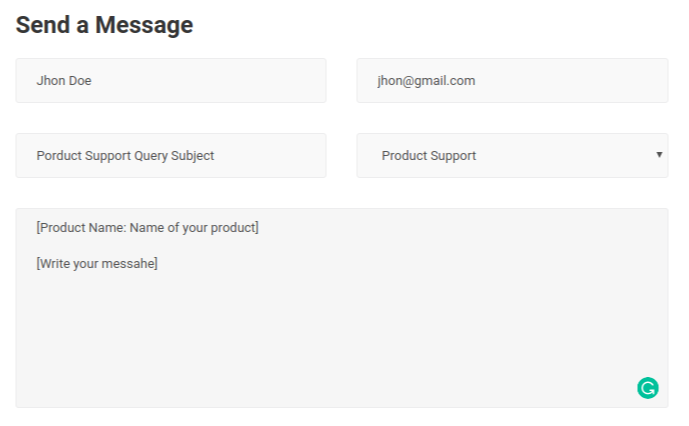 Send a Message
Jhon Doe
jhon@gmail.com
Porduct Support Query Subject
Product Support
[Product Name: Name of your product]
[Write your messahe]